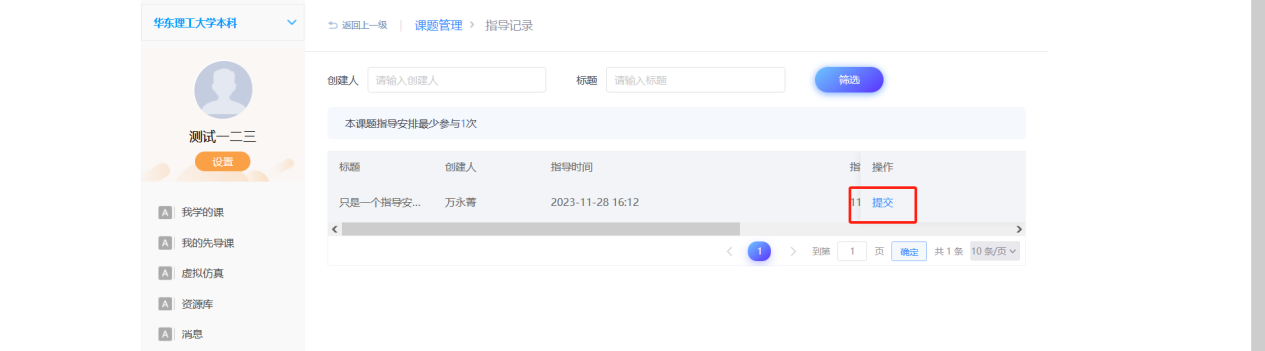 华东理工大学本科
返回上一级 | 课题管理 > 指导记录
创建人 请输入创建人 标题 请输入标题 筛选
测试一二三
设置
本课题指导安排最少参与1次
标题 创建人 指导时间 指 操作
只是一个指导安... 万永菁 2023-11-28 16:12 11 提交
1 到第 1 页 确定 共 1 条 10 条/页
A 我学的课
A 我的先导课
A 虚拟仿真
A 资源库
A 消息